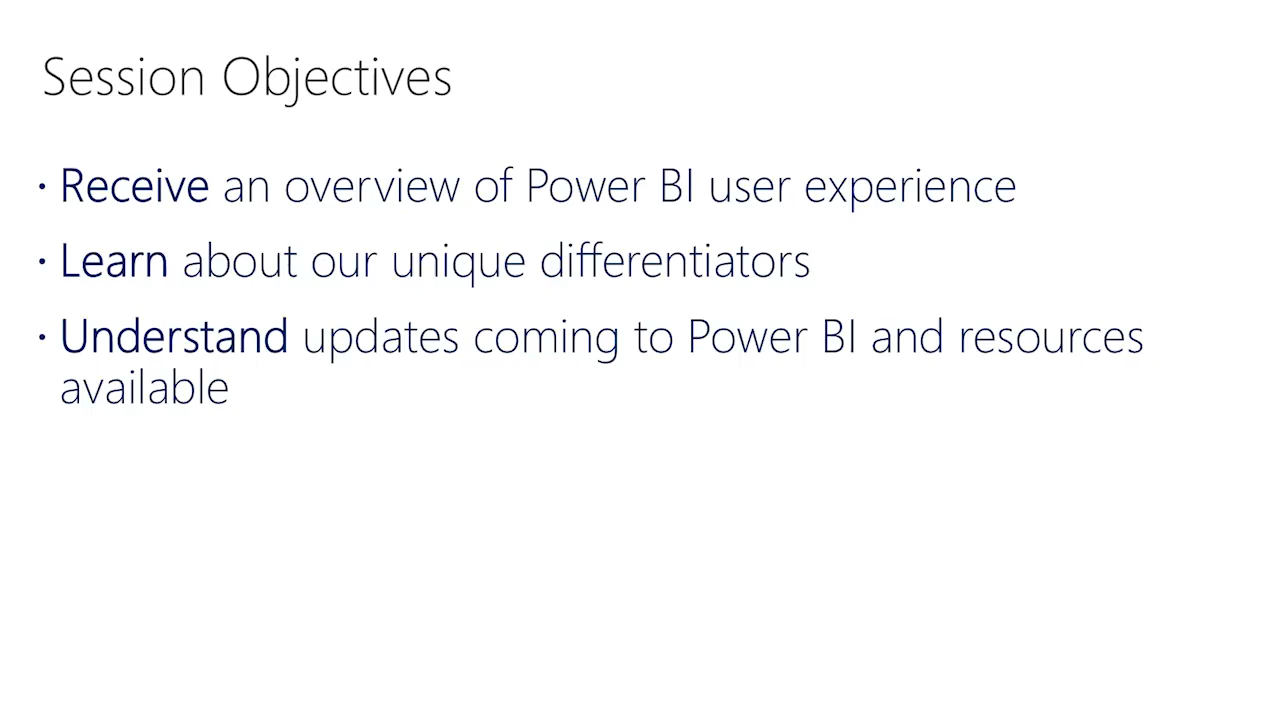 Session Objectives
· Receive an overview of Power BI user experience
· Learn about our unique differentiators
· Understand updates coming to Power BI and resources
available